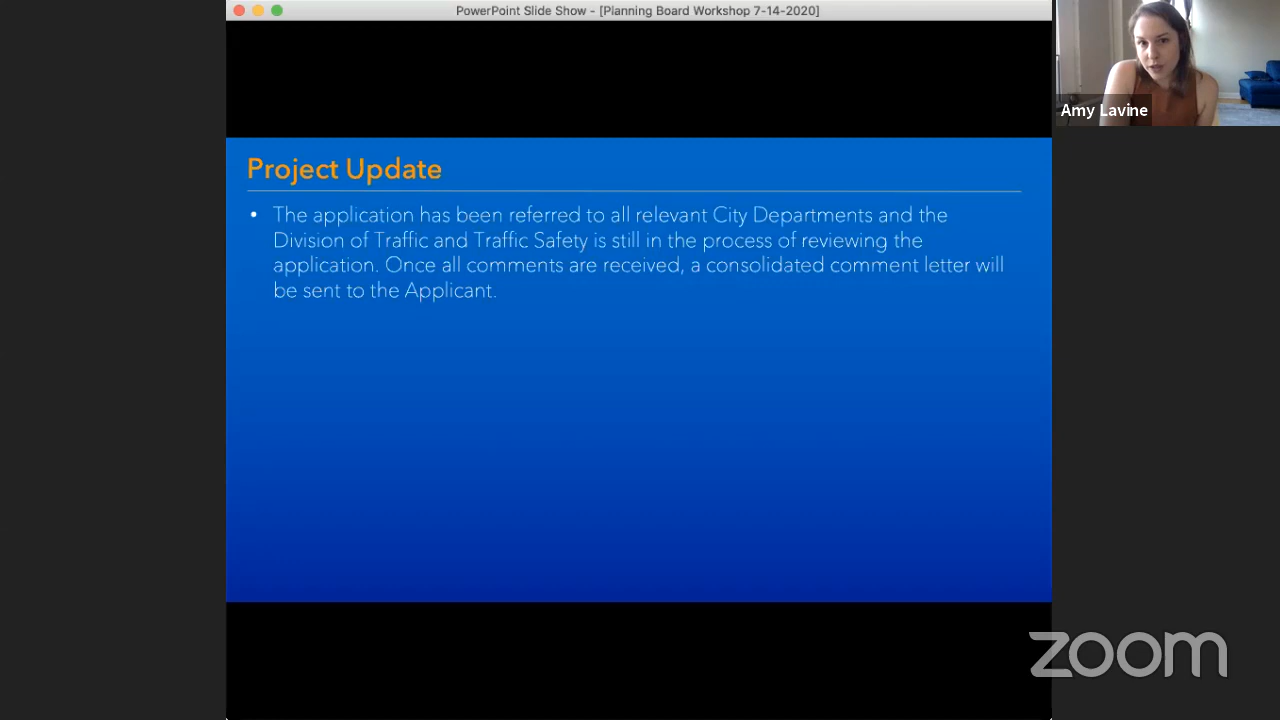 PowerPoint Slide Show - [Planning Board Workshop 7-14-2020]
Amy Lavine
Project Update
• The application has been referred to all relevant City Departments and the
Division of Traffic and Traffic Safety is still in the process of reviewing the
application. Once all comments are received, a consolidated comment letter will
be sent to the Applicant.
zoom